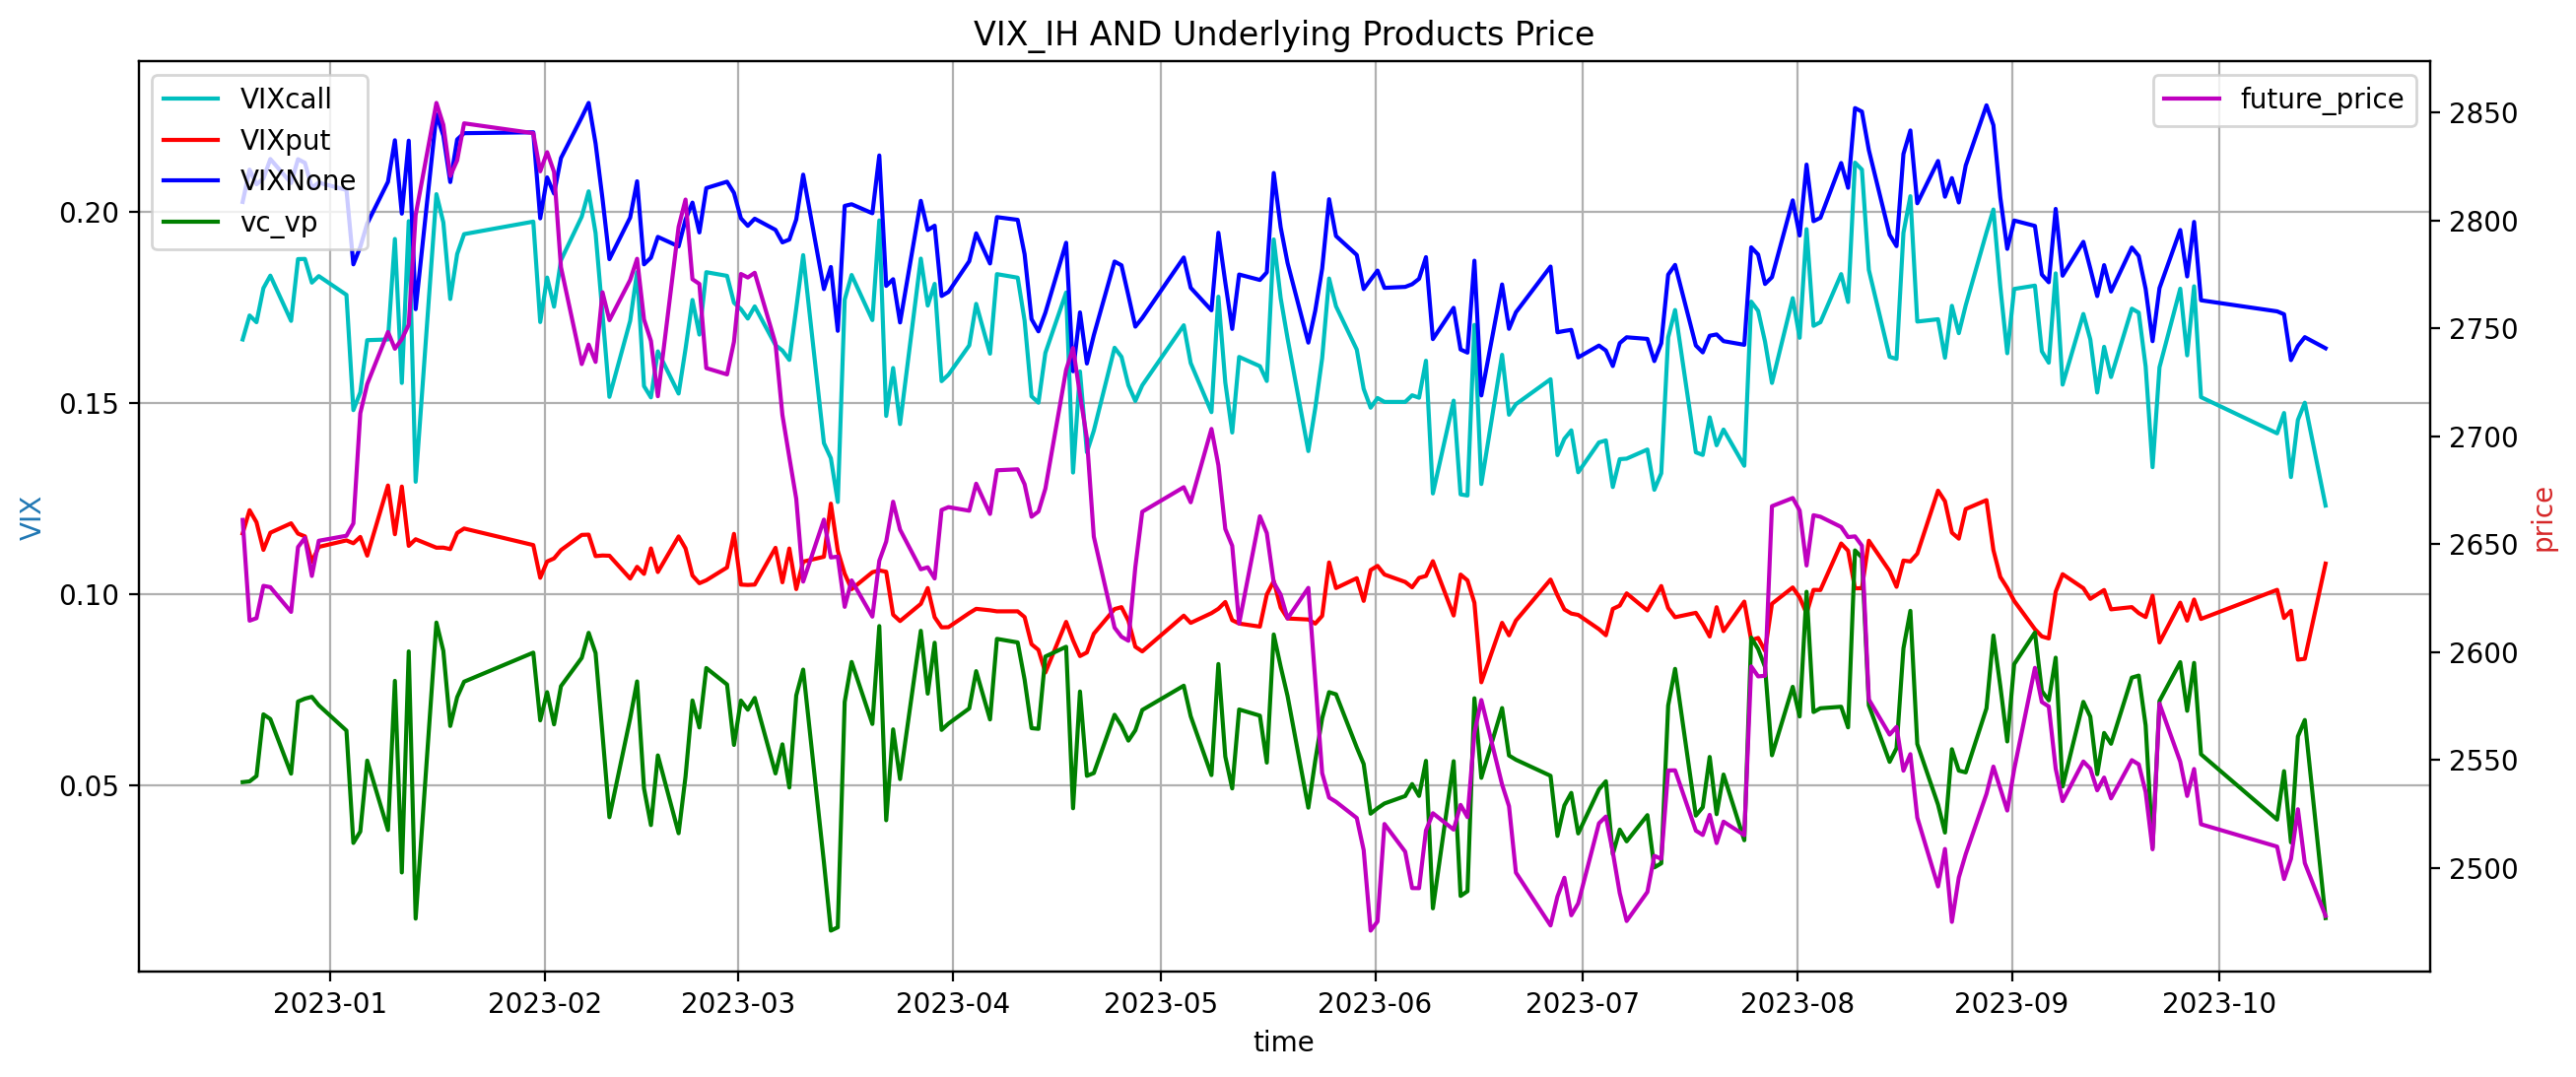 VIX_IH AND Underlying Products Price
VIXcall
VIXput
VIXNone
vc_vp
future_price
0.20
0.15
0.10
0.05
VIX
2850
2800
2750
2700
2650
2600
2550
2500
price
2023-01 2023-02 2023-03 2023-04 2023-05 2023-06 2023-07 2023-08 2023-09 2023-10
time